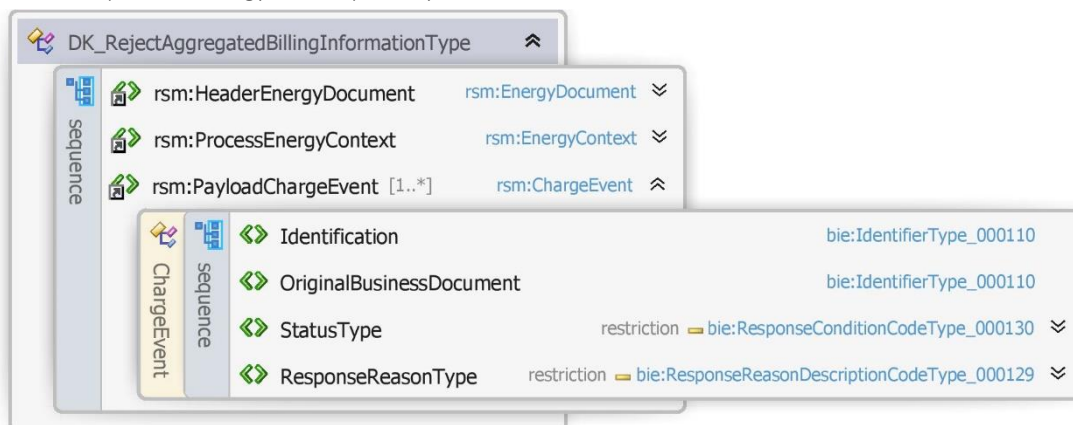 DK_RejectAggregatedBillingInformationType
sequence
rsm:HeaderEnergyDocument rsm:EnergyDocument
rsm:ProcessEnergyContext rsm:EnergyContext
rsm:PayloadChargeEvent [1..*] rsm:ChargeEvent
ChargeEvent
sequence
Identification bie:IdentifierType_000110
OriginalBusinessDocument bie:IdentifierType_000110
StatusType restriction bie:ResponseConditionCodeType_000130
ResponseReasonType restriction bie:ResponseReasonDescriptionCodeType_000129